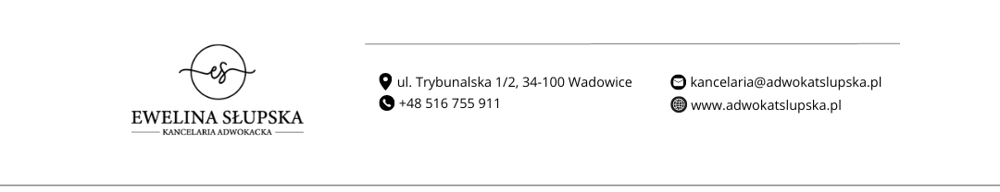 es
EWELINA SŁUPSKA
KANCELARIA ADWOKACKA
ul. Trybunalska 1/2, 34-100 Wadowice
+48 516 755 911
kancelaria@adwokatslupska.pl
www.adwokatslupska.pl